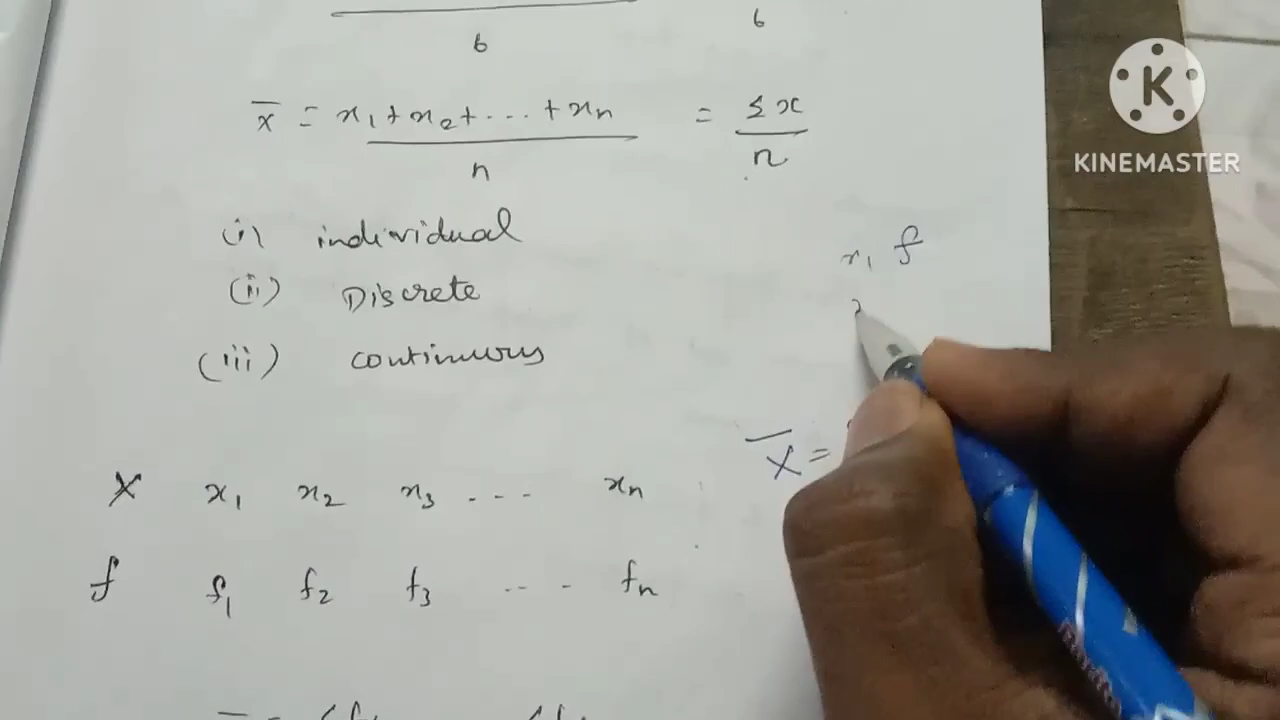 6 6
x̄ = x₁ + x₂ + ... + xₙ = Σx
n n
(i) individual
(ii) Discrete
(iii) continuous
x₁ f
X̄ =
X x₁ x₂ x₃ --- xₙ
f f₁ f₂ f₃ --- fₙ
K
KINEMASTER